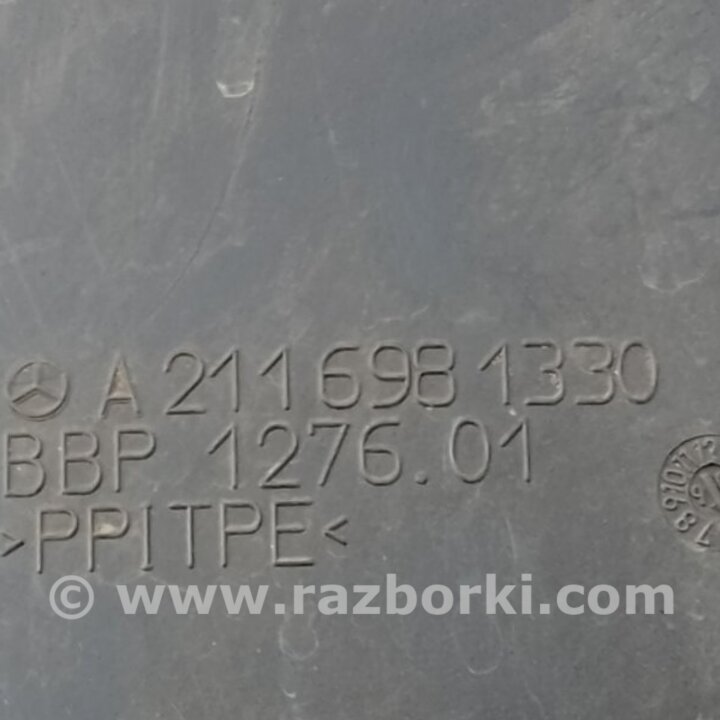 A 211 698 1330
BBP 1276.01
>PPITPE<
© www.razborki.com